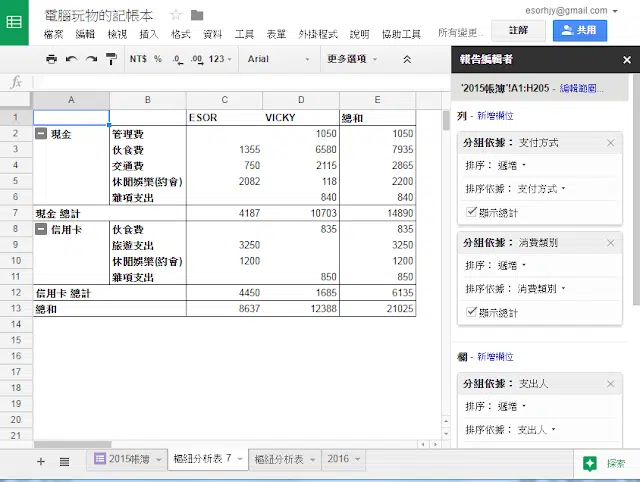 電腦玩物的記帳本
esorhjy@gmail.com
檔案 編輯 檢視 插入 格式 資料 工具 表單 外掛程式 說明 協助工具 所有變更...
註解
共用
NT$ % .0 .00 123 Arial 更多選項
fx
A B C D E
1 ESOR VICKY 總和
2 現金 管理費 1050 1050
3 伙食費 1355 6580 7935
4 交通費 750 2115 2865
5 休閒娛樂(約會) 2082 118 2200
6 雜項支出 840 840
7 現金 總計 4187 10703 14890
8 信用卡 伙食費 835 835
9 旅遊支出 3250 3250
10 休閒娛樂(約會) 1200 1200
11 雜項支出 850 850
12 信用卡 總計 4450 1685 6135
13 總和 8637 12388 21025
14
15
16
17
18
19
20
21
報告編輯者
'2015帳簿'!A1:H205 - 編輯範圍...
列 - 新增欄位
分組依據： 支付方式
排序： 遞增
排序依據： 支付方式
顯示總計
分組依據： 消費類別
排序： 遞增
排序依據： 消費類別
顯示總計
欄 - 新增欄位
分組依據： 支出人
排序： 遞增
排序依據： 支出人
2015帳簿 樞紐分析表 7 樞紐分析表 2016
探索